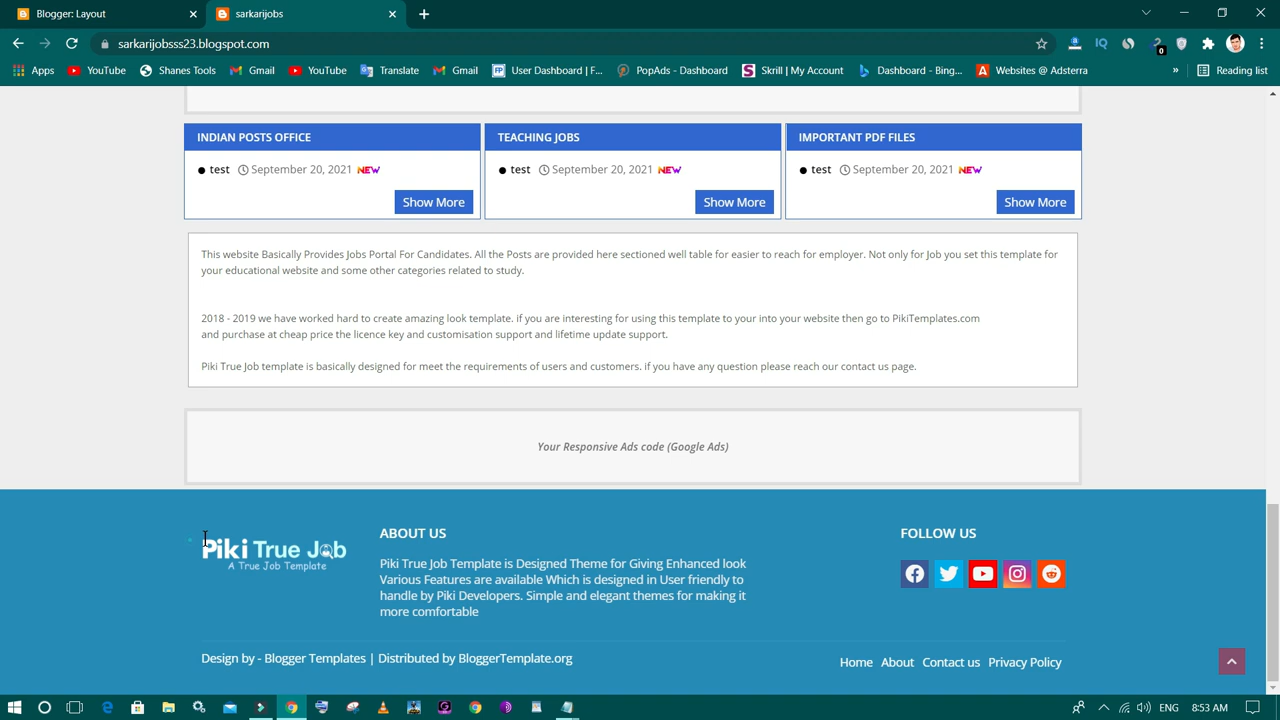 Blogger: Layout
sarkarijobs
sarkarijobsss23.blogspot.com
Apps
YouTube
Shanes Tools
Gmail
YouTube
Translate
Gmail
User Dashboard | F...
PopAds - Dashboard
Skrill | My Account
Dashboard - Bing...
Websites @ Adsterra
»
Reading list
INDIAN POSTS OFFICE
TEACHING JOBS
IMPORTANT PDF FILES
test September 20, 2021 NEW
test September 20, 2021 NEW
test September 20, 2021 NEW
Show More
Show More
Show More
This website Basically Provides Jobs Portal For Candidates. All the Posts are provided here sectioned well table for easier to reach for employer. Not only for Job you set this template for
your educational website and some other categories related to study.
2018 - 2019 we have worked hard to create amazing look template. if you are interesting for using this template to your into your website then go to PikiTemplates.com
and purchase at cheap price the licence key and customisation support and lifetime update support.
Piki True Job template is basically designed for meet the requirements of users and customers. if you have any question please reach our contact us page.
Your Responsive Ads code (Google Ads)
Piki True Job
A True Job Template
ABOUT US
Piki True Job Template is Designed Theme for Giving Enhanced look
Various Features are available Which is designed in User friendly to
handle by Piki Developers. Simple and elegant themes for making it
more comfortable
FOLLOW US
Design by - Blogger Templates | Distributed by BloggerTemplate.org
Home About Contact us Privacy Policy
ENG 8:53 AM